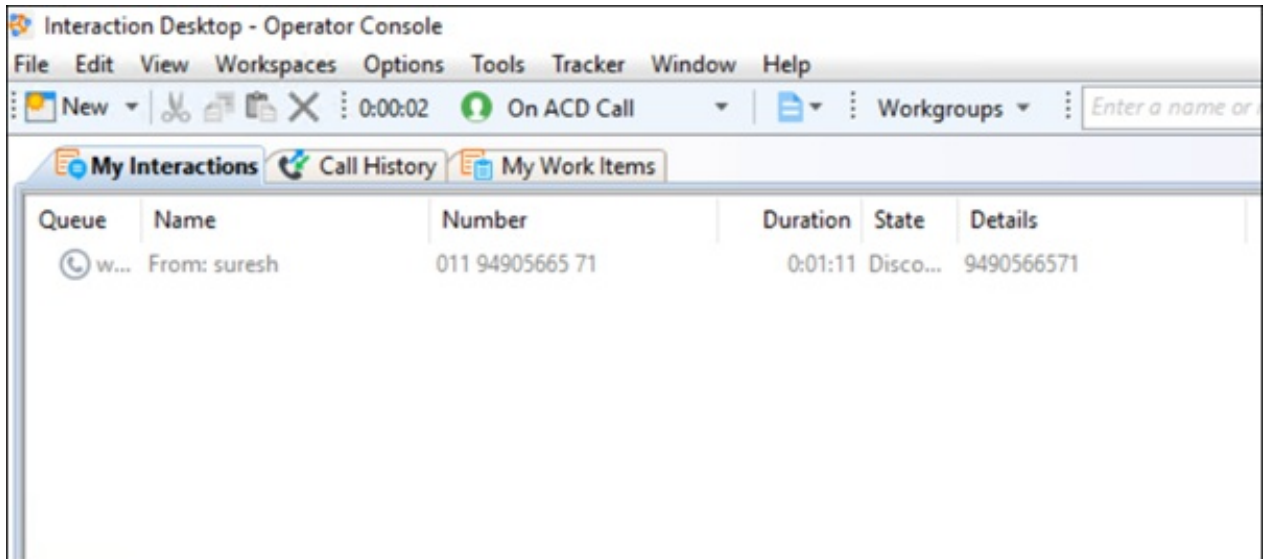 Interaction Desktop - Operator Console
File Edit View Workspaces Options Tools Tracker Window Help
New 0:00:02 On ACD Call Workgroups Enter a name or
My Interactions Call History My Work Items
Queue Name Number Duration State Details
w... From: suresh 011 94905665 71 0:01:11 Disco... 9490566571